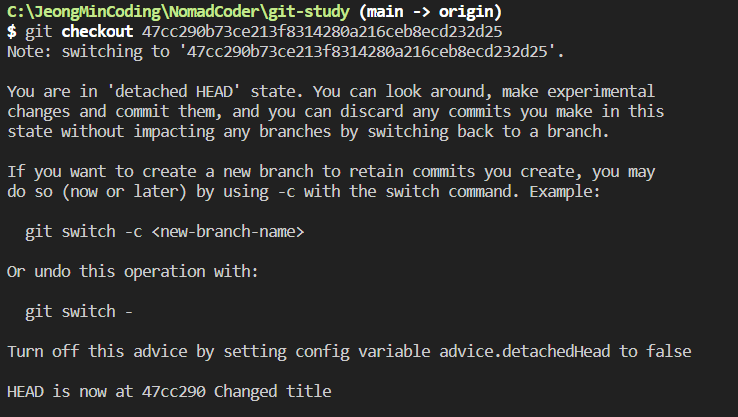 C:\JeongMinCoding\NomadCoder\git-study (main -> origin)
$ git checkout 47cc290b73ce213f8314280a216ceb8ecd232d25
Note: switching to '47cc290b73ce213f8314280a216ceb8ecd232d25'.
You are in 'detached HEAD' state. You can look around, make experimental
changes and commit them, and you can discard any commits you make in this
state without impacting any branches by switching back to a branch.
If you want to create a new branch to retain commits you create, you may
do so (now or later) by using -c with the switch command. Example:
git switch -c <new-branch-name>
Or undo this operation with:
git switch -
Turn off this advice by setting config variable advice.detachedHead to false
HEAD is now at 47cc290 Changed title